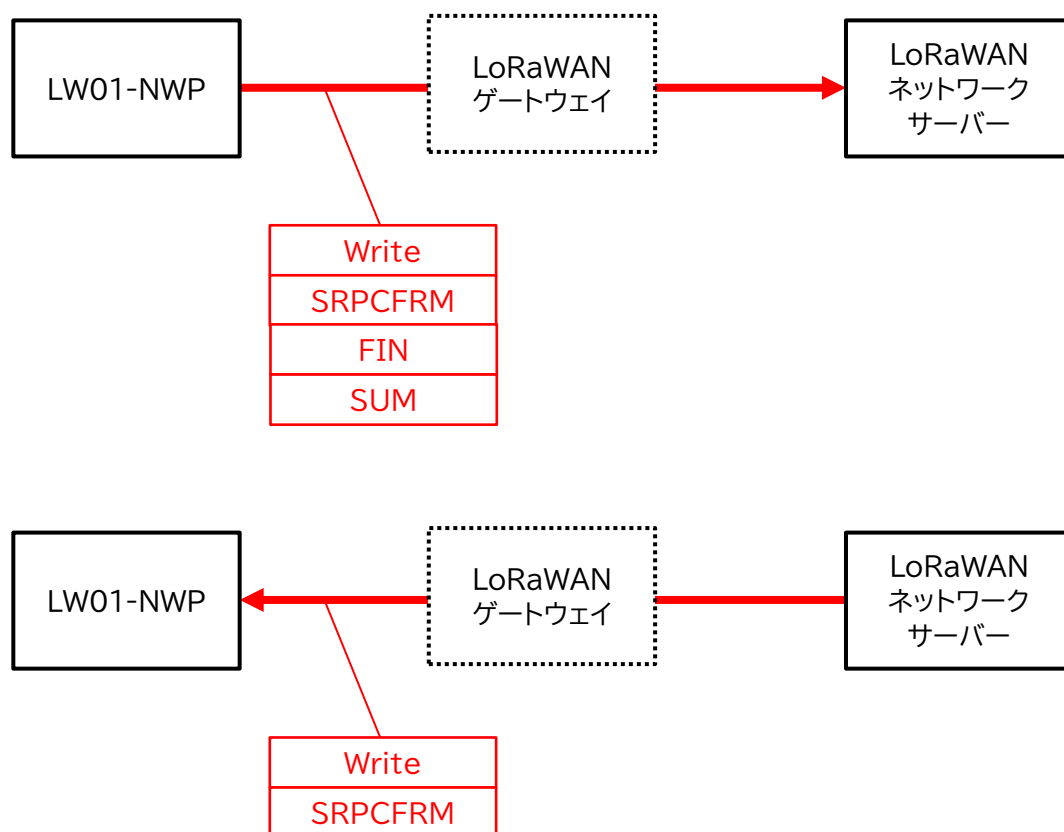 LW01-NWP
LoRaWAN
ゲートウェイ
LoRaWAN
ネットワーク
サーバー
Write
SRPCFRM
FIN
SUM
LW01-NWP
LoRaWAN
ゲートウェイ
LoRaWAN
ネットワーク
サーバー
Write
SRPCFRM